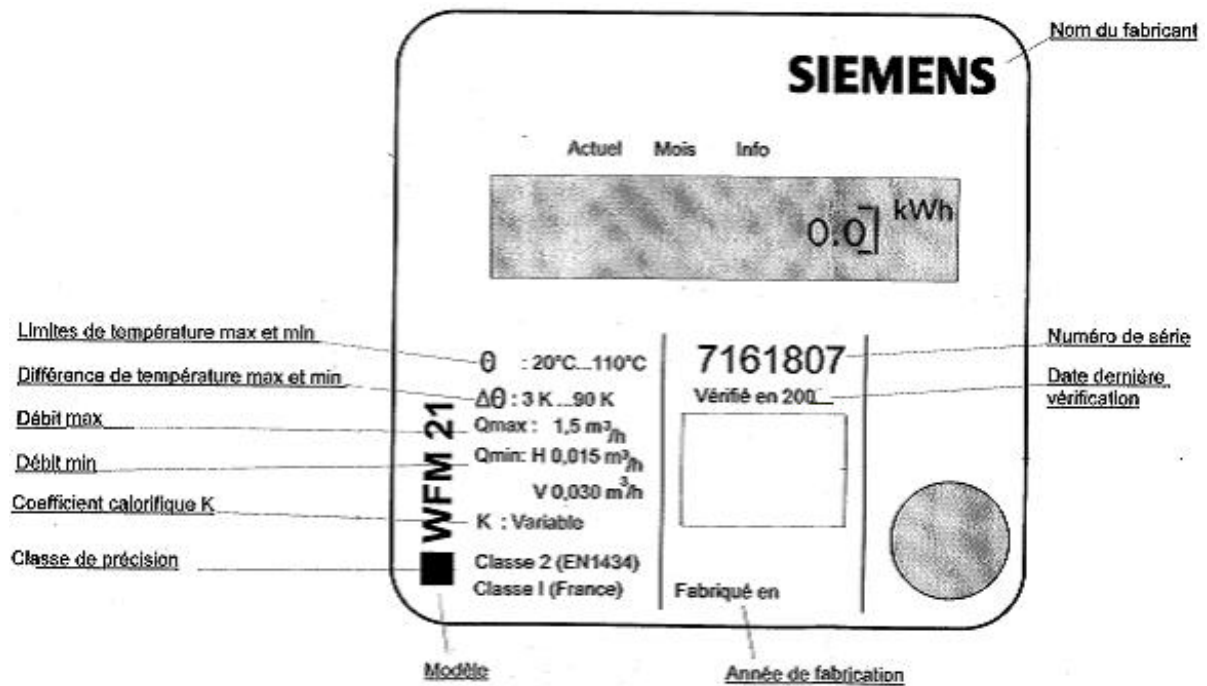 Nom du fabricant
SIEMENS
Actuel Mois Info
0.0 kWh
Limites de température max et min
θ : 20°C...110°C
7161807
Numéro de série
Différence de température max et min
Δθ : 3 K ...90 K
Vérifié en 200_
Date dernière
vérification
Débit max
Qmax : 1,5 m³/h
Débit min
Qmin: H 0,015 m³/h
V 0,030 m³/h
Coefficient calorifique K
K : Variable
WFM 21
Classe de précision
Classe 2 (EN1434)
Classe I (France)
Fabriqué en
Modèle
Année de fabrication